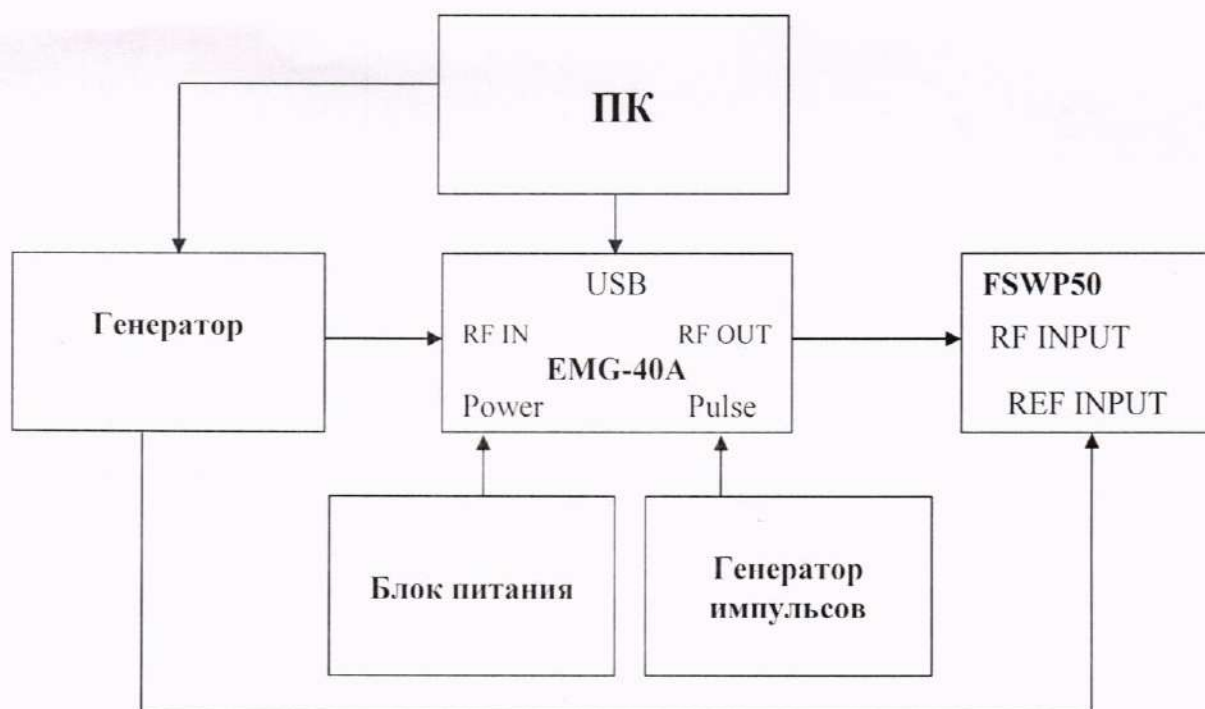 ПК
Генератор
USB
RF IN
RF OUT
EMG-40A
Power
Pulse
FSWP50
RF INPUT
REF INPUT
Блок питания
Генератор
импульсов